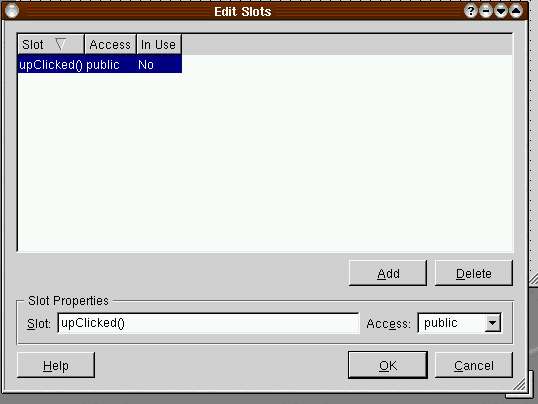 Edit Slots
Slot Access In Use
upClicked() public No
Add Delete
Slot Properties
Slot: upClicked() Access: public
Help OK Cancel